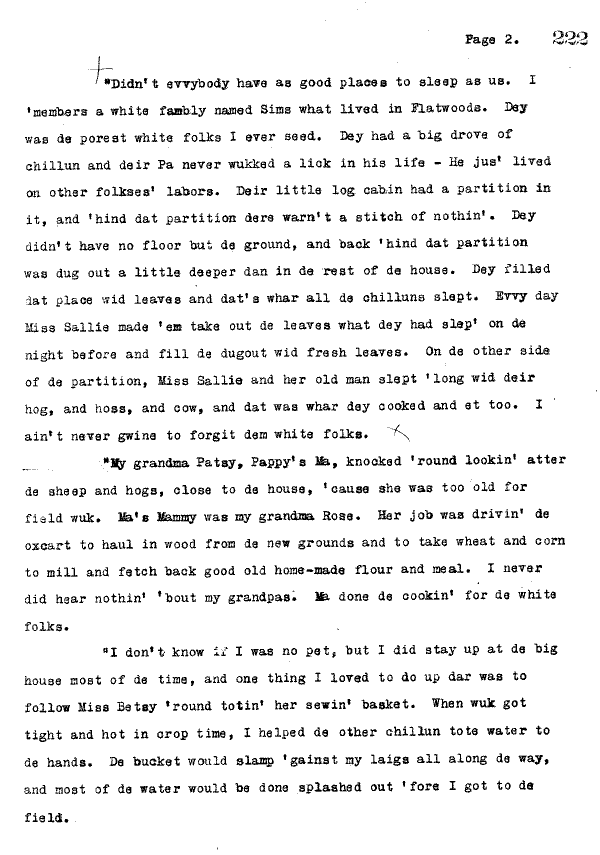 Page 2. 222
"Didn't evvybody have as good places to sleep as us. I
'members a white fambly named Sims what lived in Flatwoods. Dey
was de porest white folks I ever seed. Dey had a big drove of
chillun and deir Pa never wukked a lick in his life - He jus' lived
on other folkses' labors. Deir little log cabin had a partition in
it, and 'hind dat partition dere warn't a stitch of nothin'. Dey
didn't have no floor but de ground, and back 'hind dat partition
was dug out a little deeper dan in de rest of de house. Dey filled
dat place wid leaves and dat's whar all de chilluns slept. Evvy day
Miss Sallie made 'em take out de leaves what dey had slep' on de
night before and fill de dugout wid fresh leaves. On de other side
of de partition, Miss Sallie and her old man slept 'long wid deir
hog, and hoss, and cow, and dat was whar dey cooked and et too. I
ain't never gwine to forgit dem white folks.
"My grandma Patsy, Pappy's Ma, knocked 'round lookin' atter
de sheep and hogs, close to de house, 'cause she was too old for
field wuk. Ma's Mammy was my grandma Rose. Her job was drivin' de
oxcart to haul in wood from de new grounds and to take wheat and corn
to mill and fetch back good old home-made flour and meal. I never
did hear nothin' 'bout my grandpas. Ma done de cookin' for de white
folks.
"I don't know if I was no pet, but I did stay up at de big
house most of de time, and one thing I loved to do up dar was to
follow Miss Betsy 'round totin' her sewin' basket. When wuk got
tight and hot in crop time, I helped de other chillun tote water to
de hands. De bucket would slamp 'gainst my laigs all along de way,
and most of de water would be done splashed out 'fore I got to de
field.